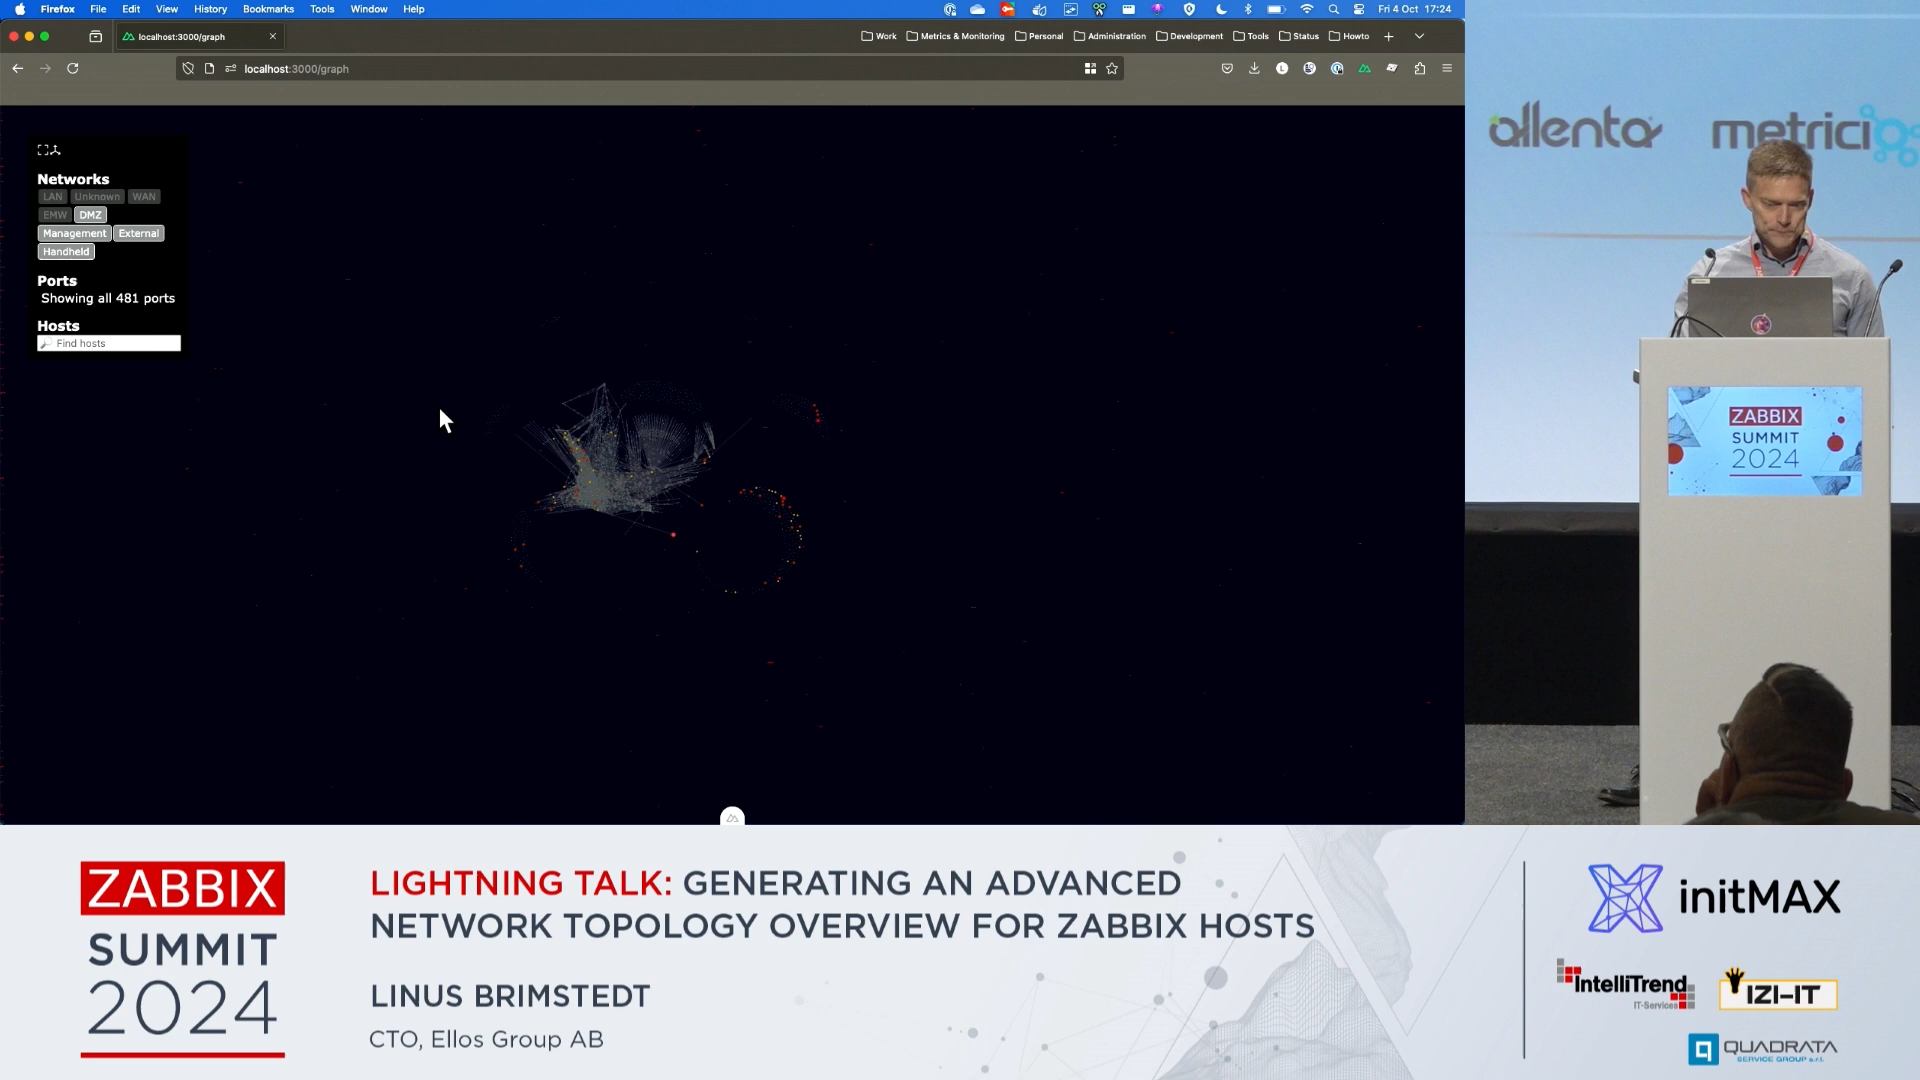 Firefox File Edit View History Bookmarks Tools Window Help Fri 4 Oct 17:24
localhost:3000/graph Work Metrics & Monitoring Personal Administration Development Tools Status Howto
localhost:3000/graph
Networks
LAN Unknown WAN
EMW DMZ
Management External
Handheld
Ports
Showing all 481 ports
Hosts
Find hosts
allenta metrici
ZABBIX
SUMMIT
2024
ZABBIX
SUMMIT
2024
LIGHTNING TALK: GENERATING AN ADVANCED
NETWORK TOPOLOGY OVERVIEW FOR ZABBIX HOSTS
LINUS BRIMSTEDT
CTO, Ellos Group AB
initMAX
IntelliTrend
IT-Services
IZI-IT
QUADRATA
SERVICE GROUP s.r.l.